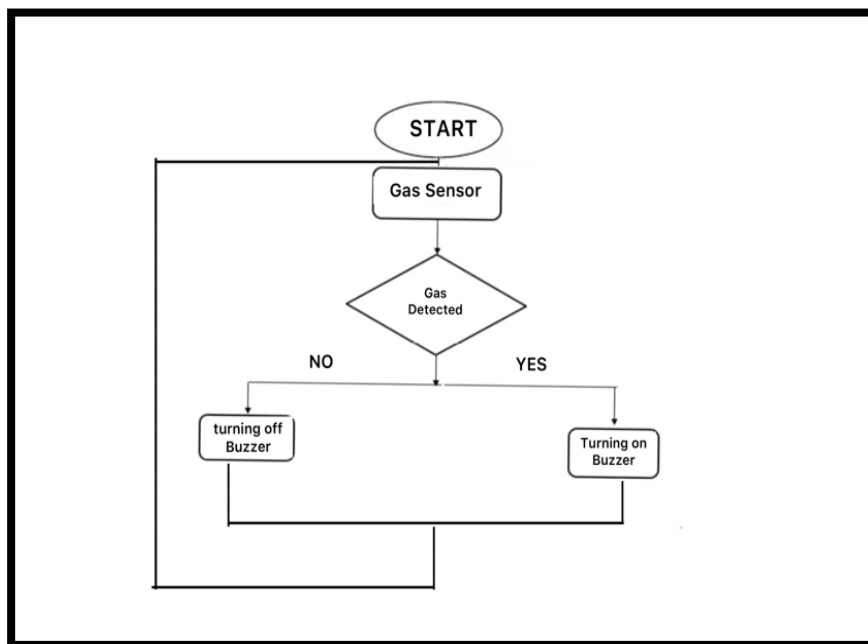 START
Gas Sensor
Gas
Detected
NO
YES
turning off
Buzzer
Turning on
Buzzer